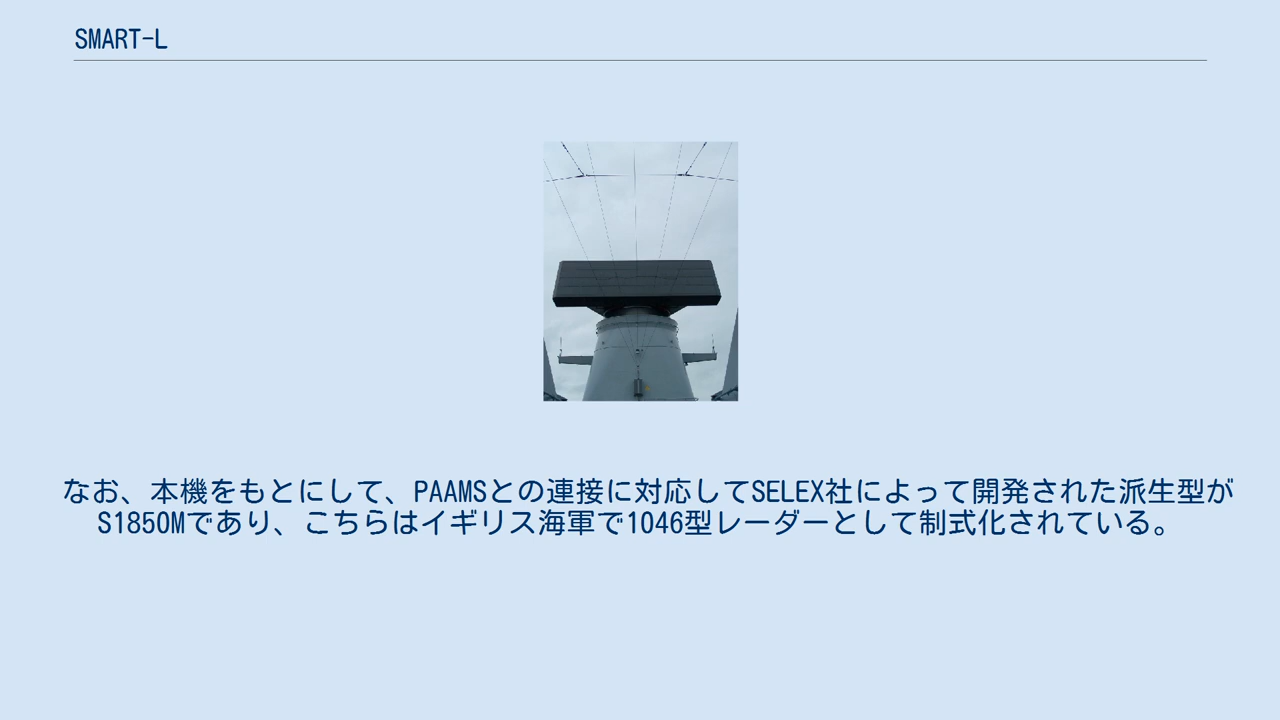 SMART-L
なお、本機をもとにして、PAAMSとの連接に対応してSELEX社によって開発された派生型が
S1850Mであり、こちらはイギリス海軍で1046型レーダーとして制式化されている。